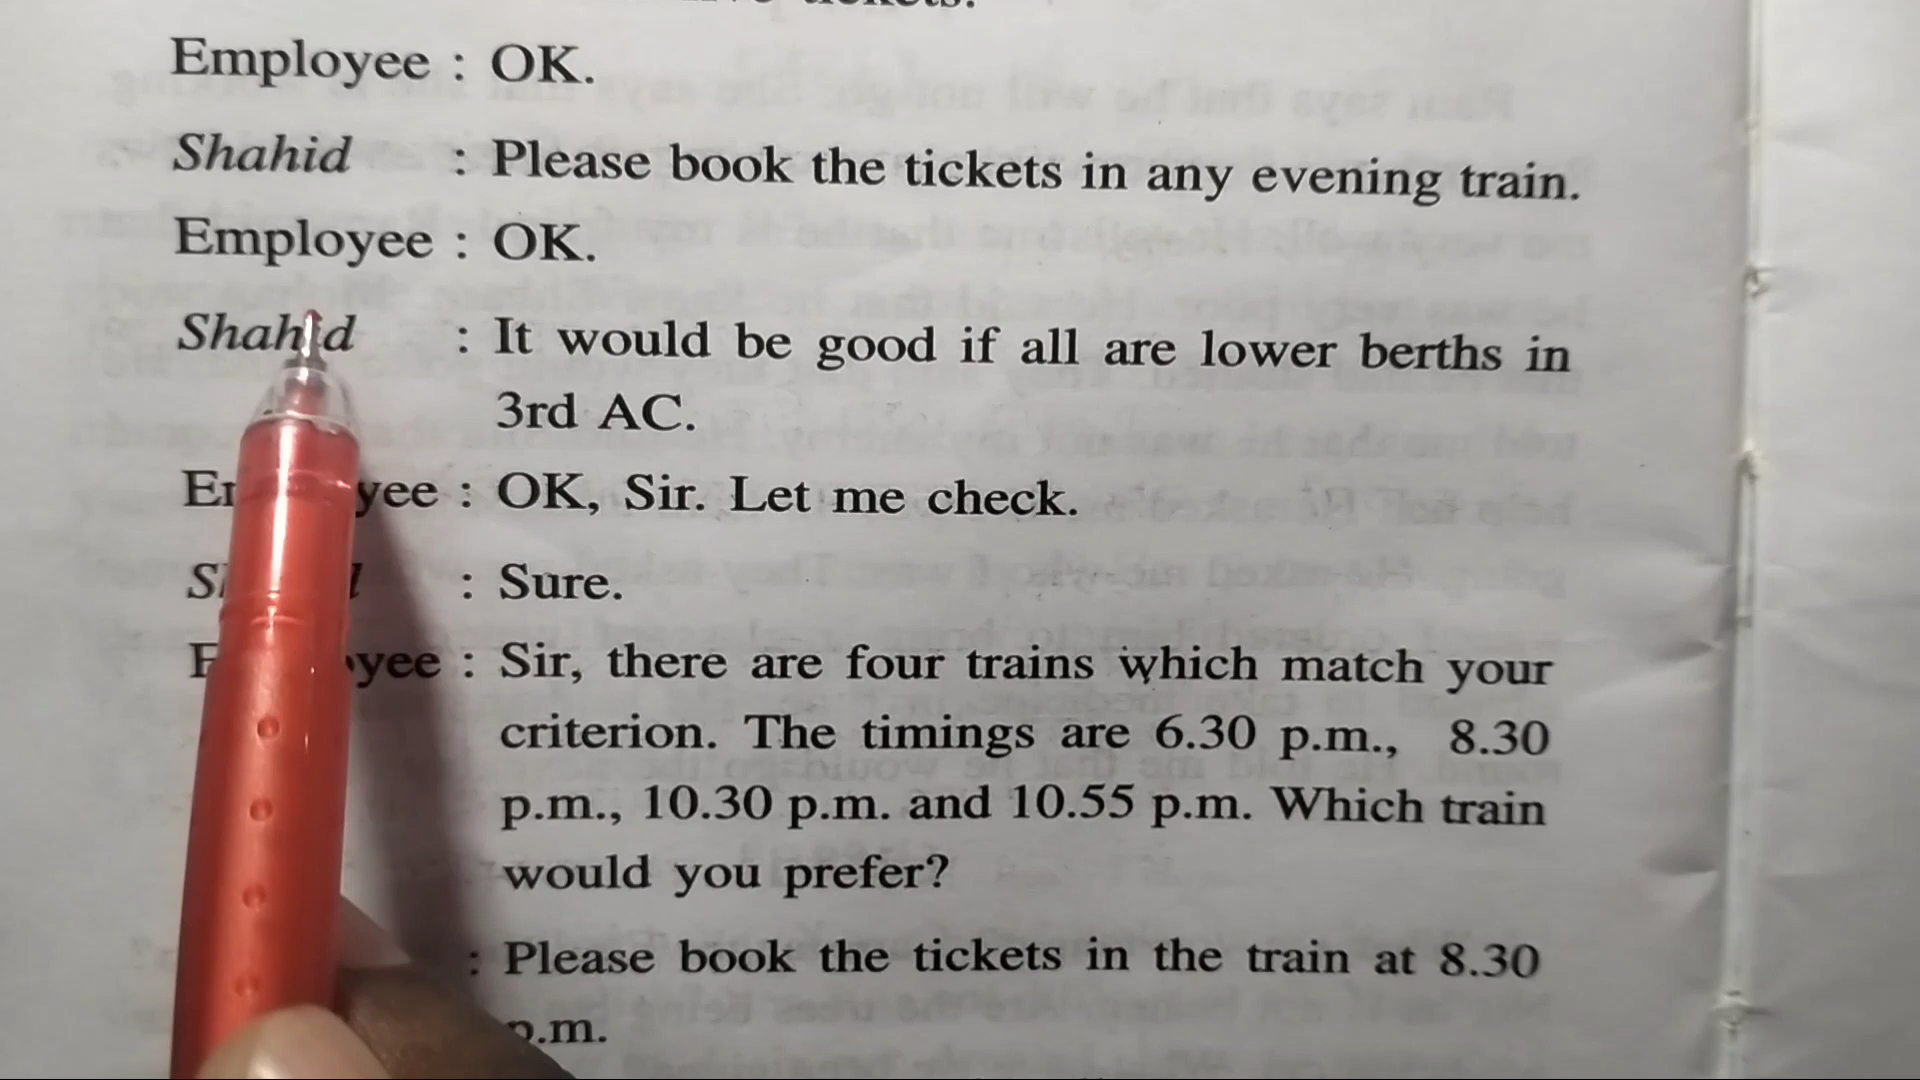 tickets.
Employee : OK.
Shahid : Please book the tickets in any evening train.
Employee : OK.
Shahid : It would be good if all are lower berths in
3rd AC.
yee : OK, Sir. Let me check.
: Sure.
yee : Sir, there are four trains which match your
criterion. The timings are 6.30 p.m., 8.30
p.m., 10.30 p.m. and 10.55 p.m. Which train
would you prefer?
: Please book the tickets in the train at 8.30
p.m.